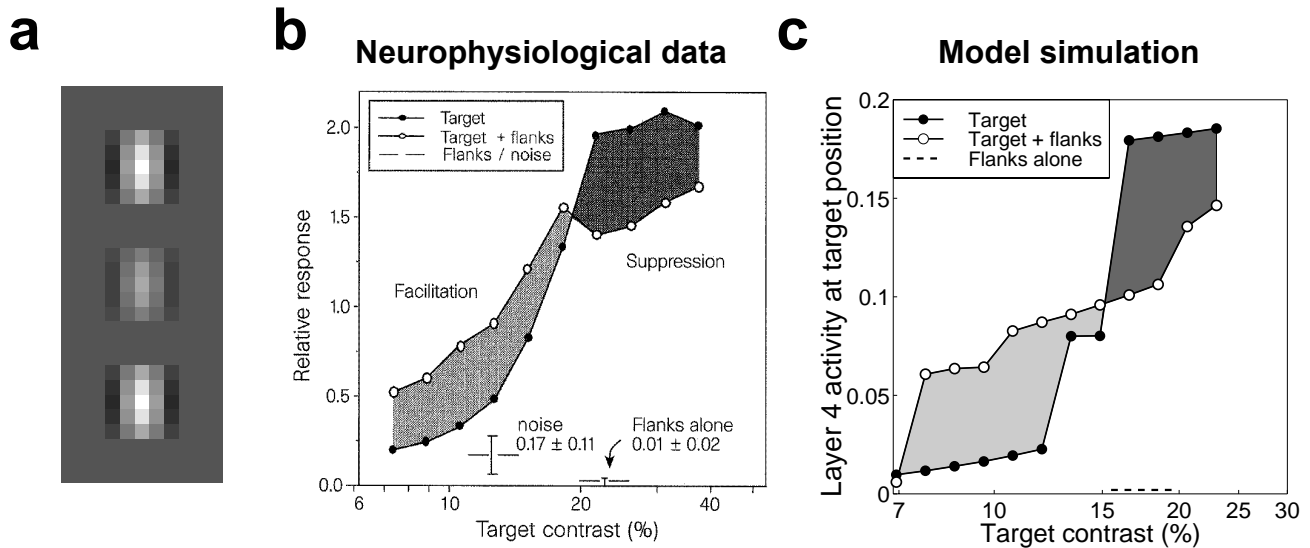 a
b
Neurophysiological data
Target
Target + flanks
Flanks / noise
Relative response
2.0
1.5
1.0
0.5
0.0
Facilitation
Suppression
noise
0.17 ± 0.11
Flanks alone
0.01 ± 0.02
6
10
20
40
Target contrast (%)
c
Model simulation
Target
Target + flanks
Flanks alone
Layer 4 activity at target position
0.2
0.15
0.1
0.05
0
7
10
15
20
25
30
Target contrast (%)